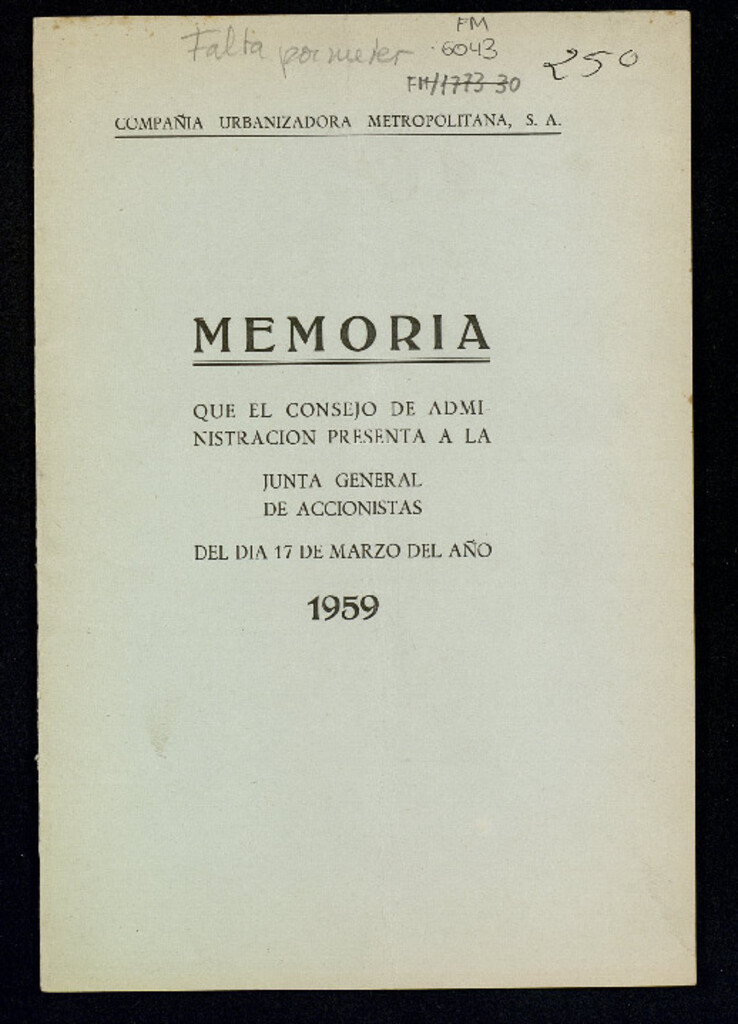 Falta por meter
FM
6043
250
FM/1773-30
COMPAÑIA URBANIZADORA METROPOLITANA, S. A.
MEMORIA
QUE EL CONSEJO DE ADMI-
NISTRACION PRESENTA A LA
JUNTA GENERAL
DE ACCIONISTAS
DEL DIA 17 DE MARZO DEL AÑO
1959